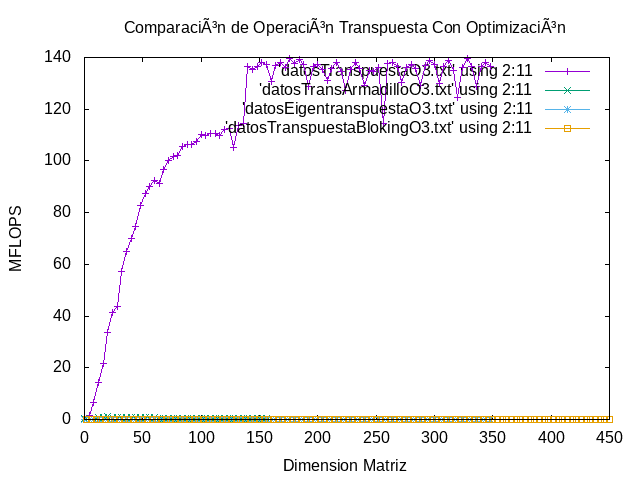 ComparaciÃ³n de OperaciÃ³n Transpuesta Con OptimizaciÃ³n
140
120
100
80
60
40
20
0
MFLOPS
'datosTranspuestaO3.txt' using 2:11
'datosTransArmadilloO3.txt' using 2:11
'datosEigentranspuestaO3.txt' using 2:11
'datosTranspuestaBlokingO3.txt' using 2:11
0 50 100 150 200 250 300 350 400 450
Dimension Matriz